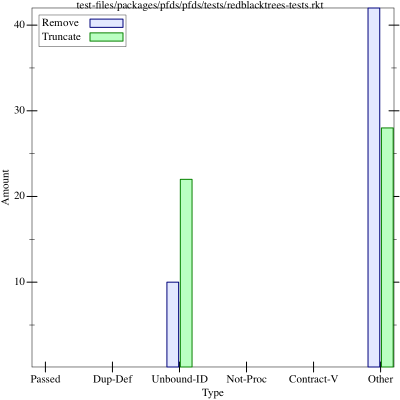 test-files/packages/pfds/pfds/tests/redblacktrees-tests.rkt
Remove
Truncate
40
30
20
10
Amount
Passed Dup-Def Unbound-ID Not-Proc Contract-V Other
Type